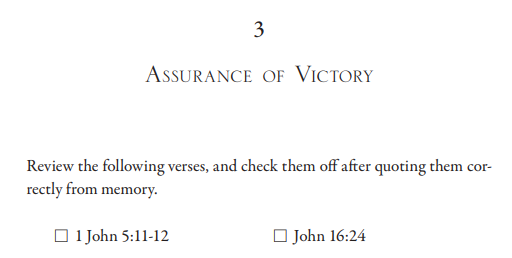 3
Assurance of Victory
Review the following verses, and check them off after quoting them cor-
rectly from memory.
☐ 1 John 5:11-12 ☐ John 16:24